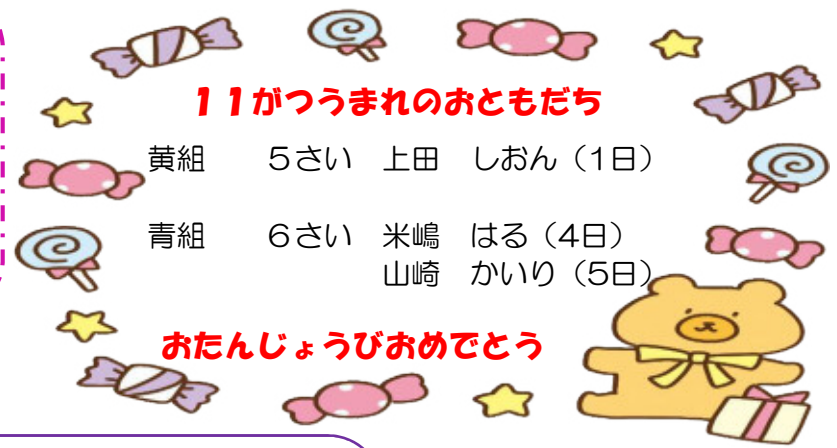 11がつうまれのおともだち
黄組　５さい　上田　しおん（1日）
青組　６さい　米嶋　はる（4日）
山崎　かいり（5日）
おたんじょうびおめでとう